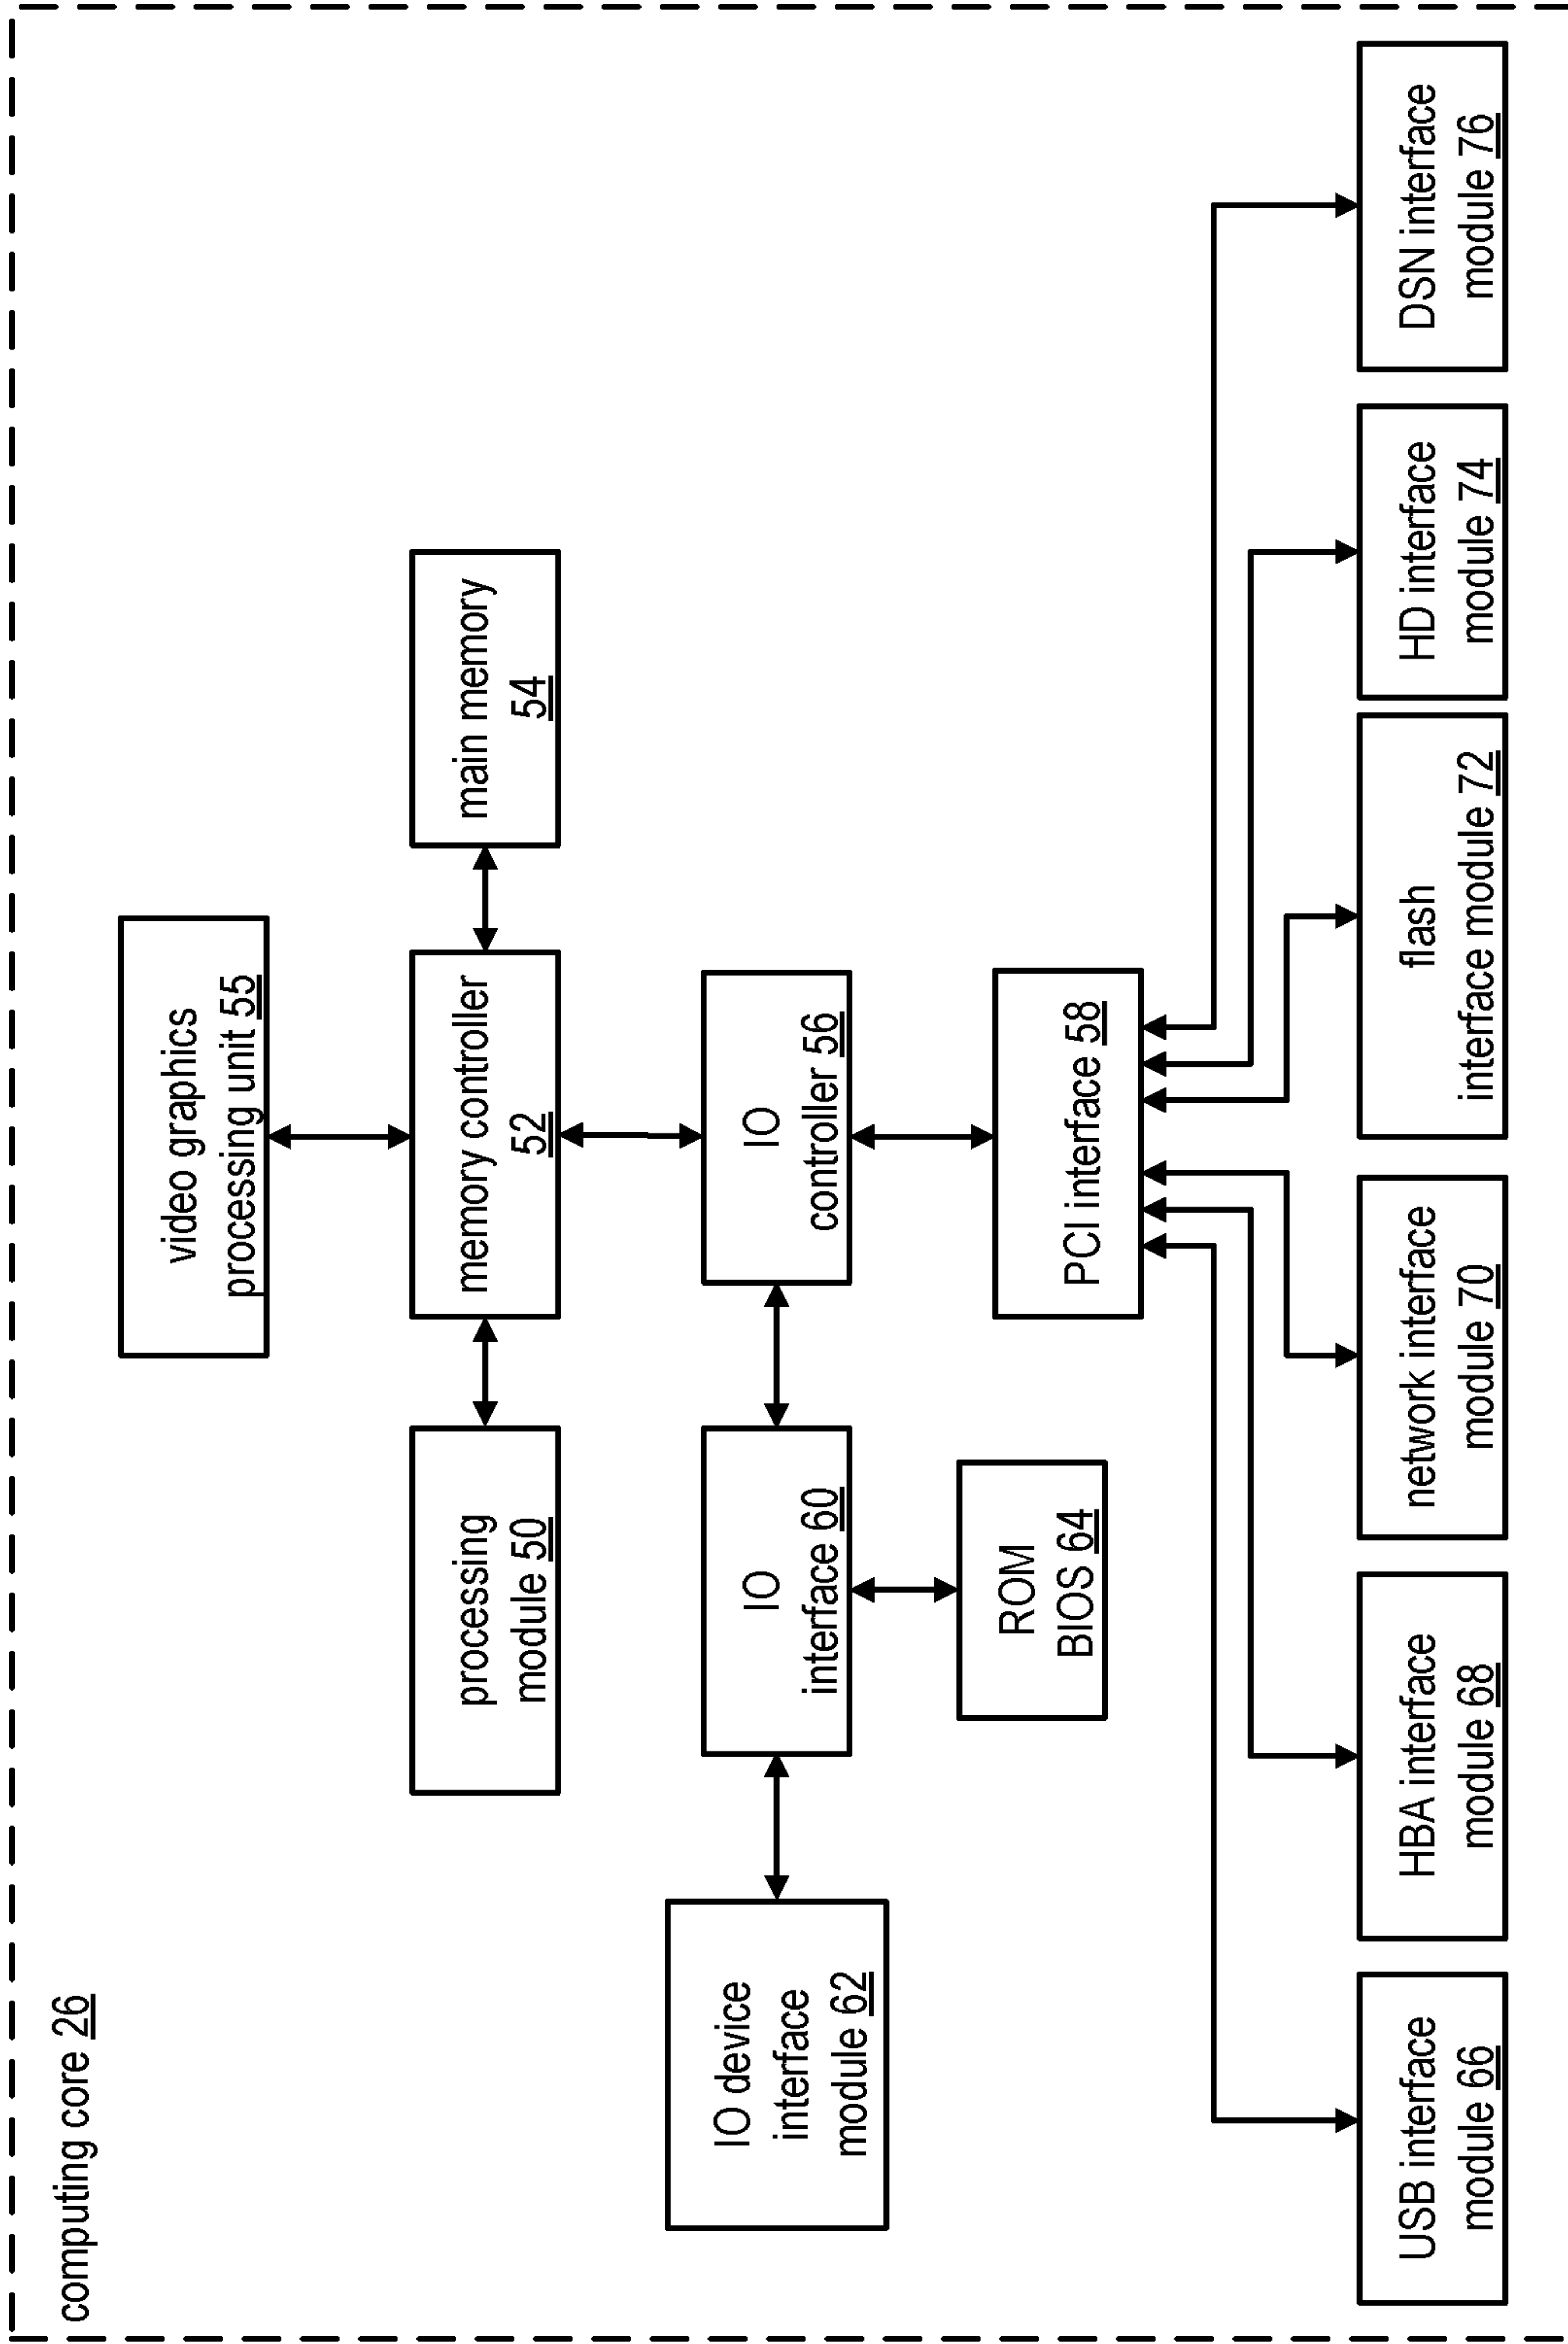 computing core 26
video graphics
processing unit 55
processing
module 50
memory controller
52
main memory
54
IO device
interface
module 62
IO
interface 60
IO
controller 56
ROM
BIOS 64
PCI interface 58
USB interface
module 66
HBA interface
module 68
network interface
module 70
flash
interface module 72
HD interface
module 74
DSN interface
module 76